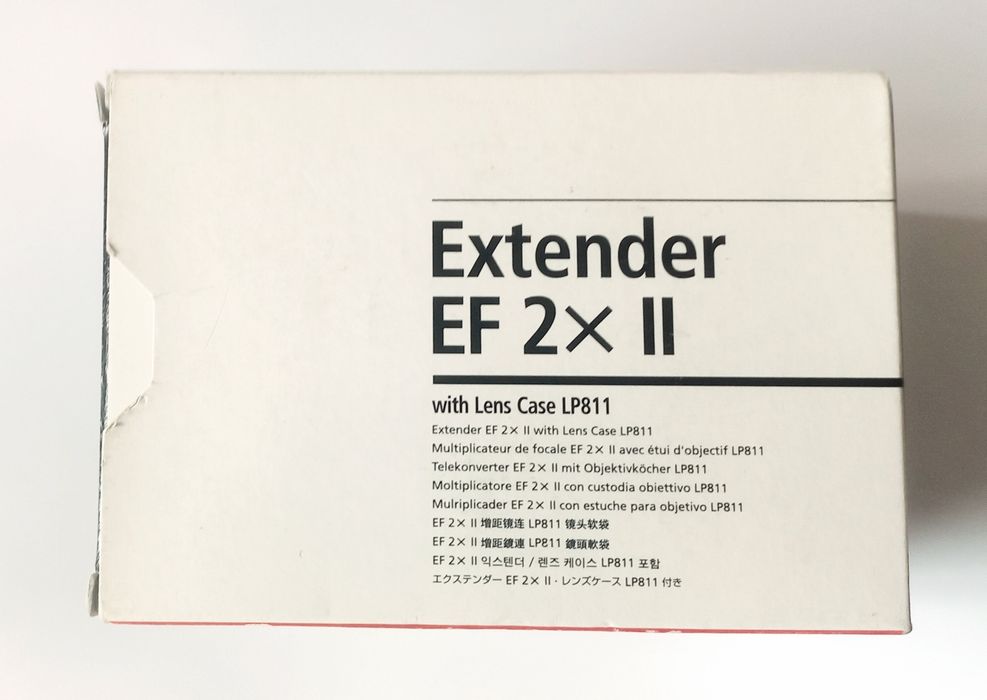 Extender
EF 2× II
with Lens Case LP811
Extender EF 2× II with Lens Case LP811
Multiplicateur de focale EF 2× II avec étui d'objectif LP811
Telekonverter EF 2× II mit Objektivköcher LP811
Moltiplicatore EF 2× II con custodia obiettivo LP811
Mulriplicader EF 2× II con estuche para objetivo LP811
EF 2× II 增距镜连 LP811 镜头软袋
EF 2× II 增距鏡連 LP811 鏡頭軟袋
EF 2× II 익스텐더 / 렌즈 케이스 LP811 포함
エクステンダー EF 2× II・レンズケース LP811 付き